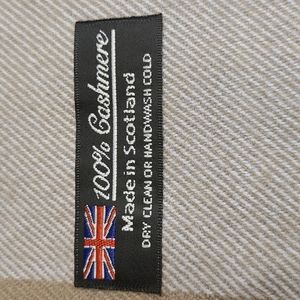 100% Cashmere
Made in Scotland
DRY CLEAN OR HANDWASH COLD